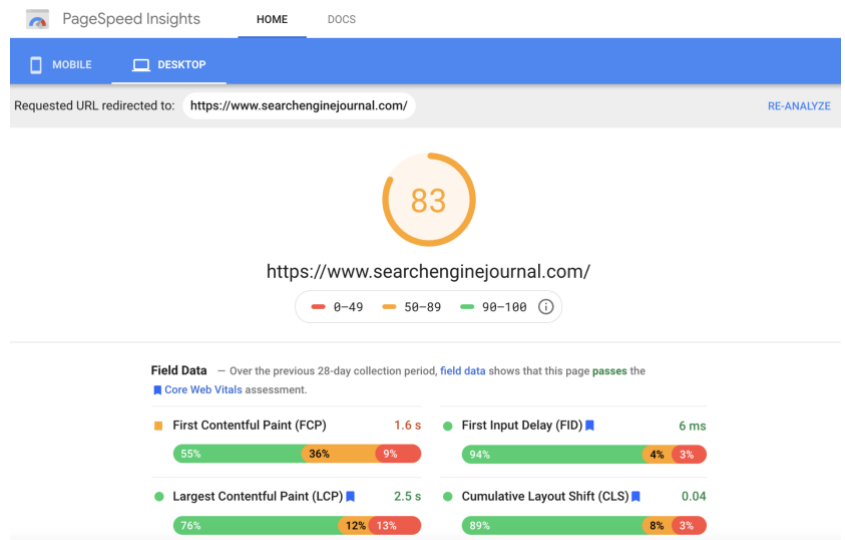 PageSpeed Insights HOME DOCS
MOBILE DESKTOP
Requested URL redirected to: https://www.searchenginejournal.com/ RE-ANALYZE
83
https://www.searchenginejournal.com/
0–49 50–89 90–100
Field Data — Over the previous 28-day collection period, field data shows that this page passes the
Core Web Vitals assessment.
First Contentful Paint (FCP) 1.6 s First Input Delay (FID) 6 ms
55% 36% 9% 94% 4% 3%
Largest Contentful Paint (LCP) 2.5 s Cumulative Layout Shift (CLS) 0.04
76% 12% 13% 89% 8% 3%